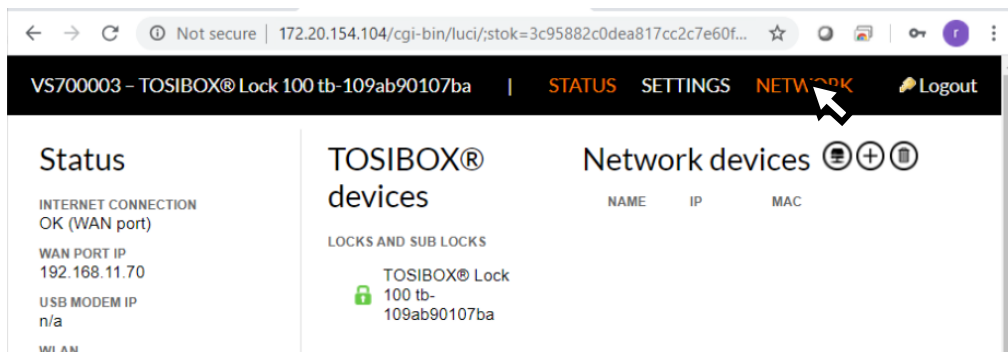 Not secure | 172.20.154.104/cgi-bin/luci/;stok=3c95882c0dea817cc2c7e60f... r
VS700003 – TOSIBOX® Lock 100 tb-109ab90107ba | STATUS SETTINGS NETWORK Logout
Status
INTERNET CONNECTION
OK (WAN port)
WAN PORT IP
192.168.11.70
USB MODEM IP
n/a
WLAN
TOSIBOX®
devices
LOCKS AND SUB LOCKS
TOSIBOX® Lock
100 tb-
109ab90107ba
Network devices
NAME IP MAC